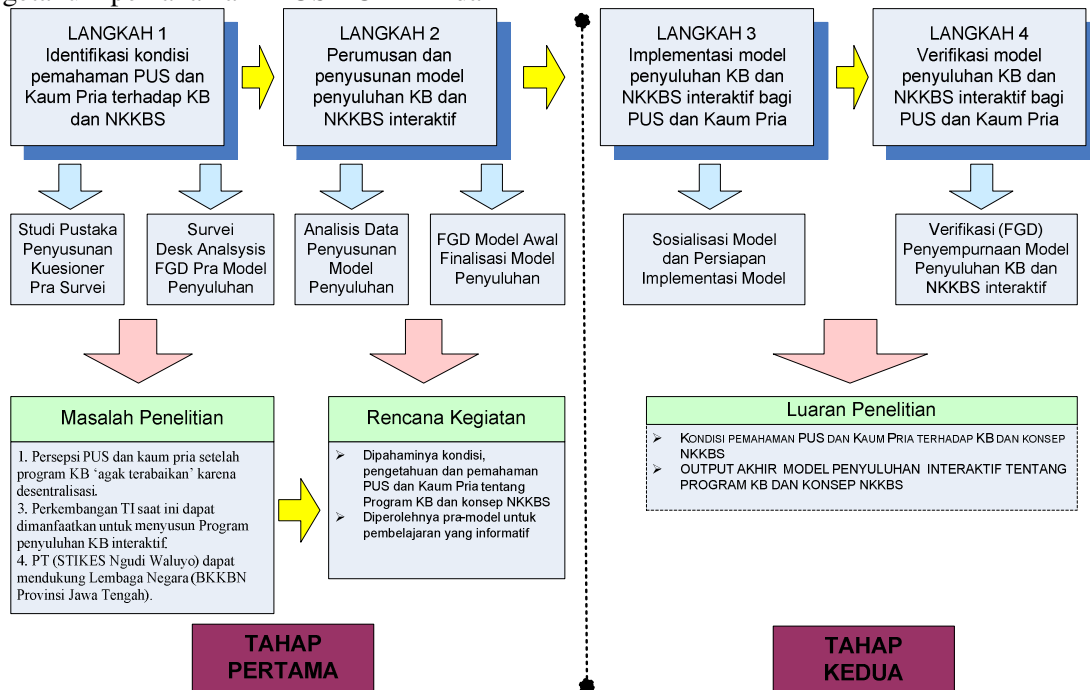 LANGKAH 1
Identifikasi kondisi
pemahaman PUS dan
Kaum Pria terhadap KB
dan NKKBS
LANGKAH 2
Perumusan dan
penyusunan model
penyuluhan KB dan
NKKBS interaktif
LANGKAH 3
Implementasi model
penyuluhan KB dan
NKKBS interaktif bagi
PUS dan Kaum Pria
LANGKAH 4
Verifikasi model
penyuluhan KB dan
NKKBS interaktif bagi
PUS dan Kaum Pria
Studi Pustaka
Penyusunan
Kuesioner
Pra Survei
Survei
Desk Analsysis
FGD Pra Model
Penyuluhan
Analisis Data
Penyusunan
Model
Penyuluhan
FGD Model Awal
Finalisasi Model
Penyuluhan
Sosialisasi Model
dan Persiapan
Implementasi Model
Verifikasi (FGD)
Penyempurnaan Model
Penyuluhan KB dan
NKKBS interaktif
Masalah Penelitian
1. Persepsi PUS dan kaum pria setelah
program KB ‘agak terabaikan’ karena
desentralisasi.
3. Perkembangan TI saat ini dapat
dimanfaatkan untuk menyusun Program
penyuluhan KB interaktif.
4. PT (STIKES Ngudi Waluyo) dapat
mendukung Lembaga Negara (BKKBN
Provinsi Jawa Tengah).
Rencana Kegiatan
➢ Dipahaminya kondisi,
pengetahuan dan pemahaman
PUS dan Kaum Pria tentang
Program KB dan konsep NKKBS
➢ Diperolehnya pra-model untuk
pembelajaran yang informatif
Luaran Penelitian
➢ KONDISI PEMAHAMAN PUS DAN KAUM PRIA TERHADAP KB DAN KONSEP
NKKBS
➢ OUTPUT AKHIR MODEL PENYULUHAN INTERAKTIF TENTANG
PROGRAM KB DAN KONSEP NKKBS
TAHAP
PERTAMA
TAHAP
KEDUA